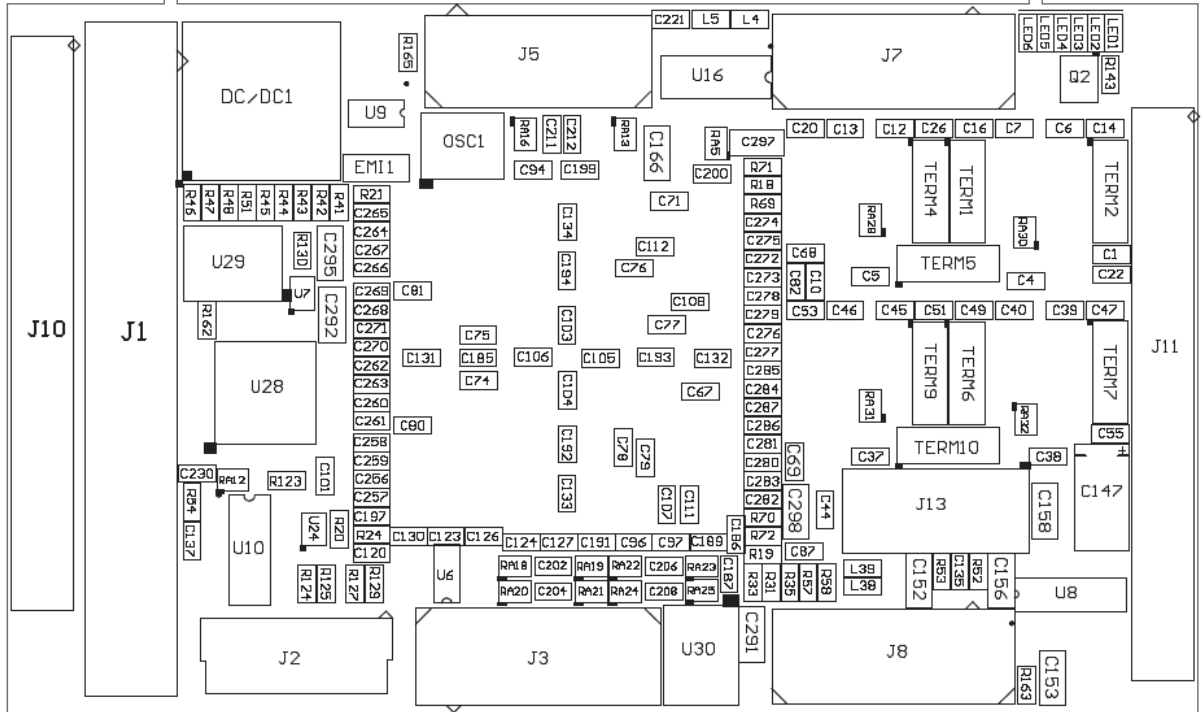 C221 L5 L4
LED6 LED5 LED4 LED3 LED2 LED1
R165 J5 U16 J7 Q2 R143
DC/DC1 U9
OSC1 RA16 C211 C212 RA13 C166 RA5 C297 C20 C13 C12 C26 C16 C7 C6 C14
EMI1 C94 C199 C200 R71
R46 R47 R48 R51 R45 R44 R43 R42 R41 R21 R18
C265 C71 R69
C264 C134 C274 RA28 TERM4 TERM1 RA30 TERM2
U29 R130 C295 C267 C112 C275
C266 C194 C76 C272 C68 TERM5 C1
C269 C81 C273 C82 C10 C5 C4 C22
U7 C268 C108 C278
R162 C292 C271 C103 C77 C279 C53 C46 C45 C51 C49 C40 C39 C47
J10 J1 C75 C276 J11
C270 C131 C185 C106 C105 C193 C132 C277
C262 C285
U28 C263 C74 C104 C67 C284 TERM9 TERM6 TERM7
C260 C287 RA31 RA32
C261 C80 C286
C258 C192 C78 C79 C281 C69 TERM10 C55
C259 C280 C37 C38
C230 RA12 R123 C101 C256 C283
R54 C257 C133 C107 C111 C282 C298 C44 J13 C158 C147
C197 R70
C137 U10 U24 R20 R24 C130 C123 C126 C186 R72
C120 C124 C127 C191 C96 C97 C189 R19 C87
R124 R125 R127 R129 U6 RA18 C202 RA19 RA22 C206 RA23 C187 R33 R31 R35 R57 R58 L39 C152 R53 C135 R52 C156
RA20 C204 RA21 RA24 C208 RA25 L38 U8
J2 J3 U30 C291 J8 R163 C153